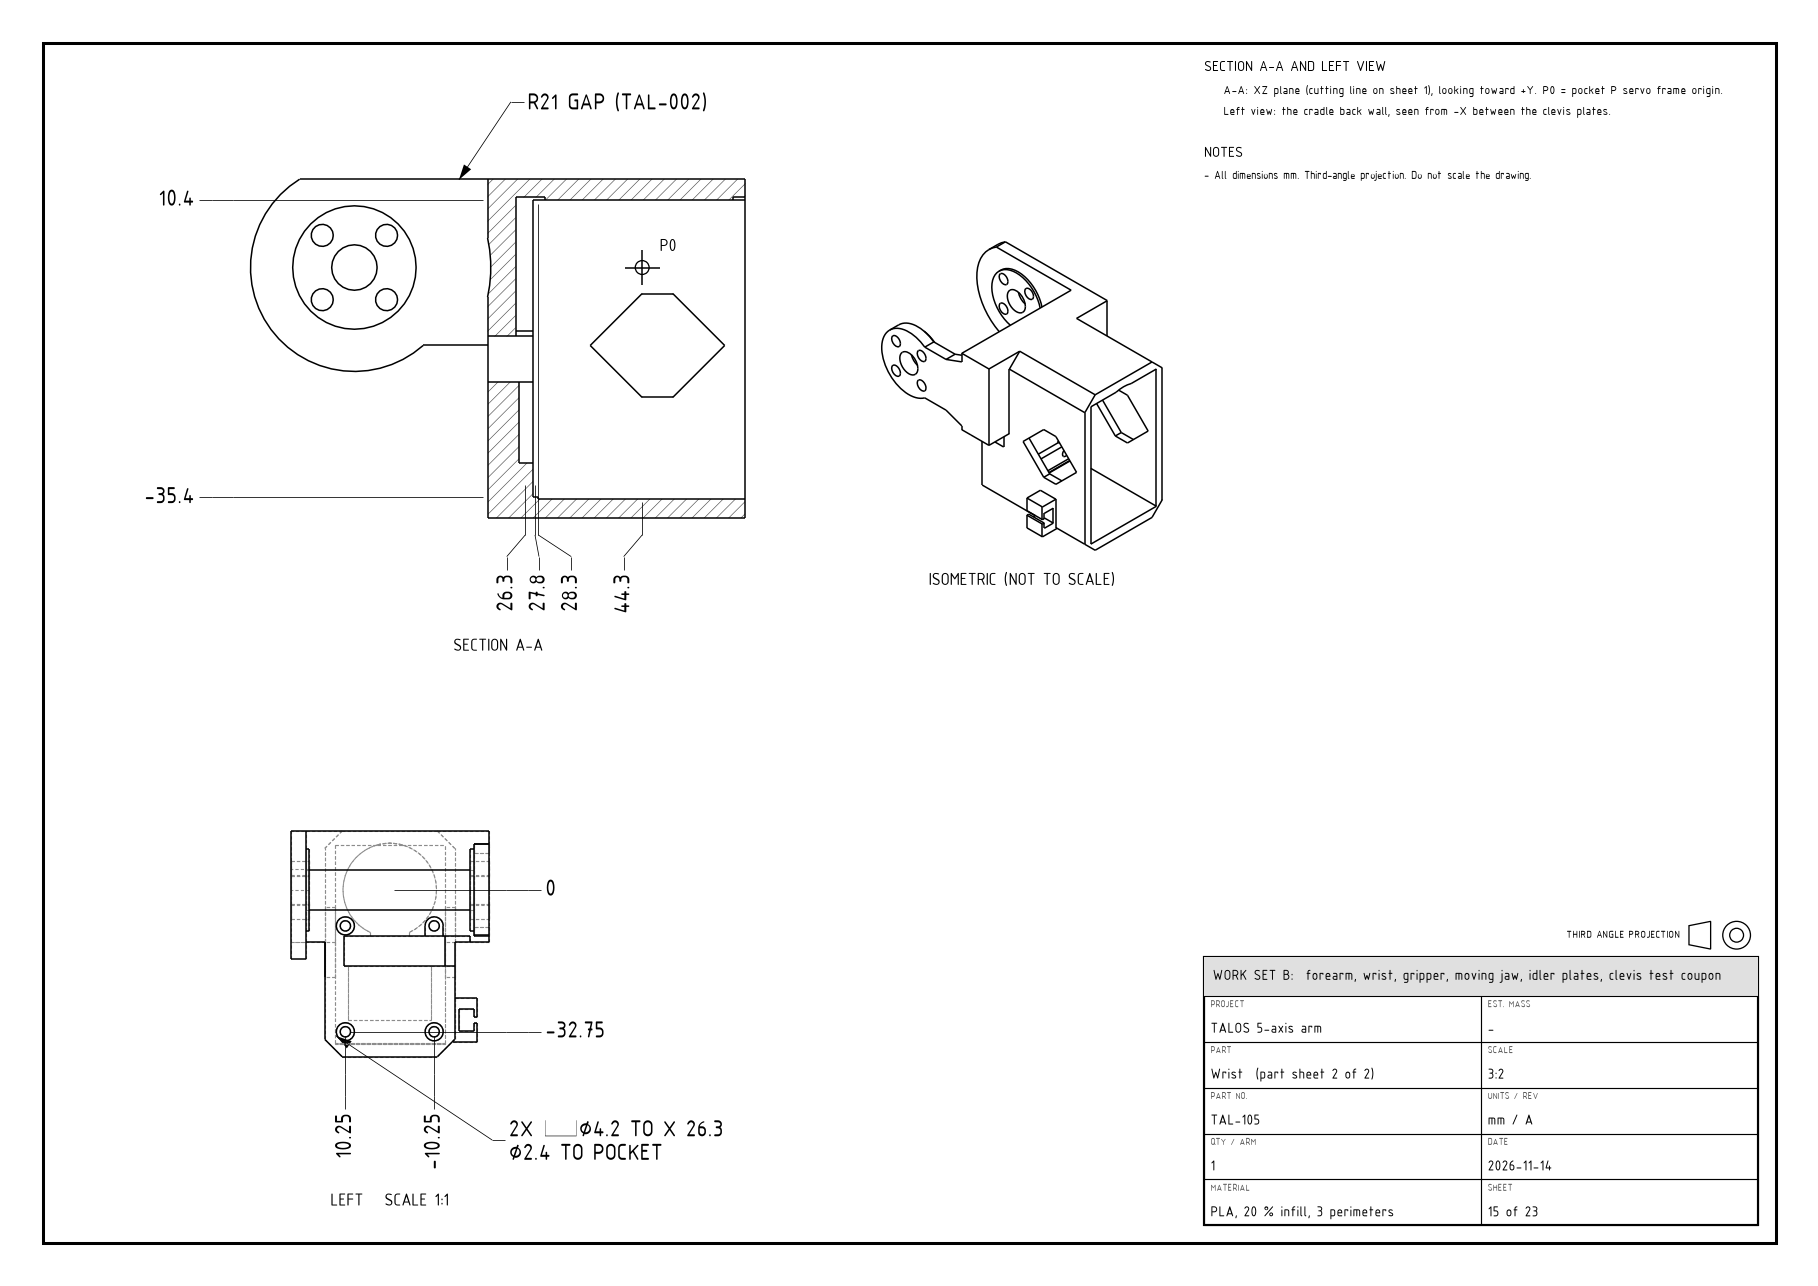 SECTION A-A AND LEFT VIEW
A-A: XZ plane (cutting line on sheet 1), looking toward +Y. P0 = pocket P servo frame origin.
Left view: the cradle back wall, seen from -X between the clevis plates.
NOTES
- All dimensions mm. Third-angle projection. Do not scale the drawing.
R21 GAP (TAL-002)
10.4
P0
-35.4
26.3
27.8
28.3
44.3
SECTION A-A
ISOMETRIC (NOT TO SCALE)
0
-32.75
10.25
-10.25
2X ⌴ø4.2 TO X 26.3
ø2.4 TO POCKET
LEFT SCALE 1:1
THIRD ANGLE PROJECTION
WORK SET B: forearm, wrist, gripper, moving jaw, idler plates, clevis test coupon
PROJECT
TALOS 5-axis arm
EST. MASS
-
PART
Wrist (part sheet 2 of 2)
SCALE
3:2
PART NO.
TAL-105
UNITS / REV
mm / A
QTY / ARM
1
DATE
2026-11-14
MATERIAL
PLA, 20 % infill, 3 perimeters
SHEET
15 of 23